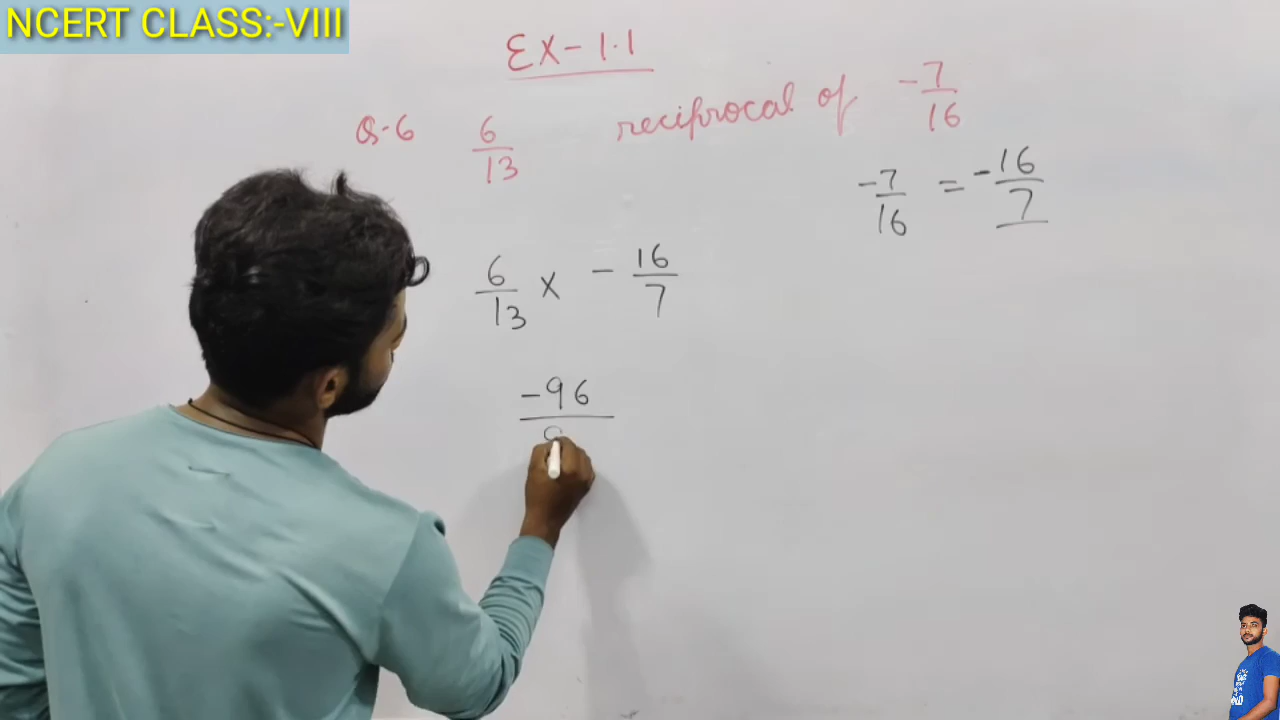 NCERT CLASS:-VIII
EX-1.1
Q-6 6/13 reciprocal of -7/16
-7/16 = -16/7
6/13 x -16/7
-96
9